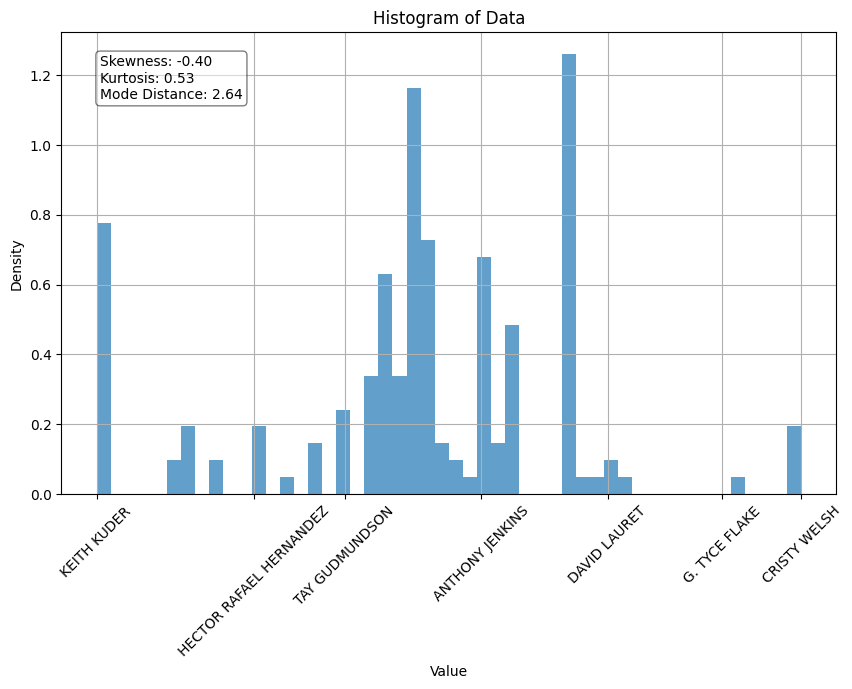 Histogram of Data
Skewness: -0.40
Kurtosis: 0.53
Mode Distance: 2.64
Density
1.2
1.0
0.8
0.6
0.4
0.2
0.0
KEITH KUDER
HECTOR RAFAEL HERNANDEZ
TAY GUDMUNDSON
ANTHONY JENKINS
DAVID LAURET
G. TYCE FLAKE
CRISTY WELSH
Value